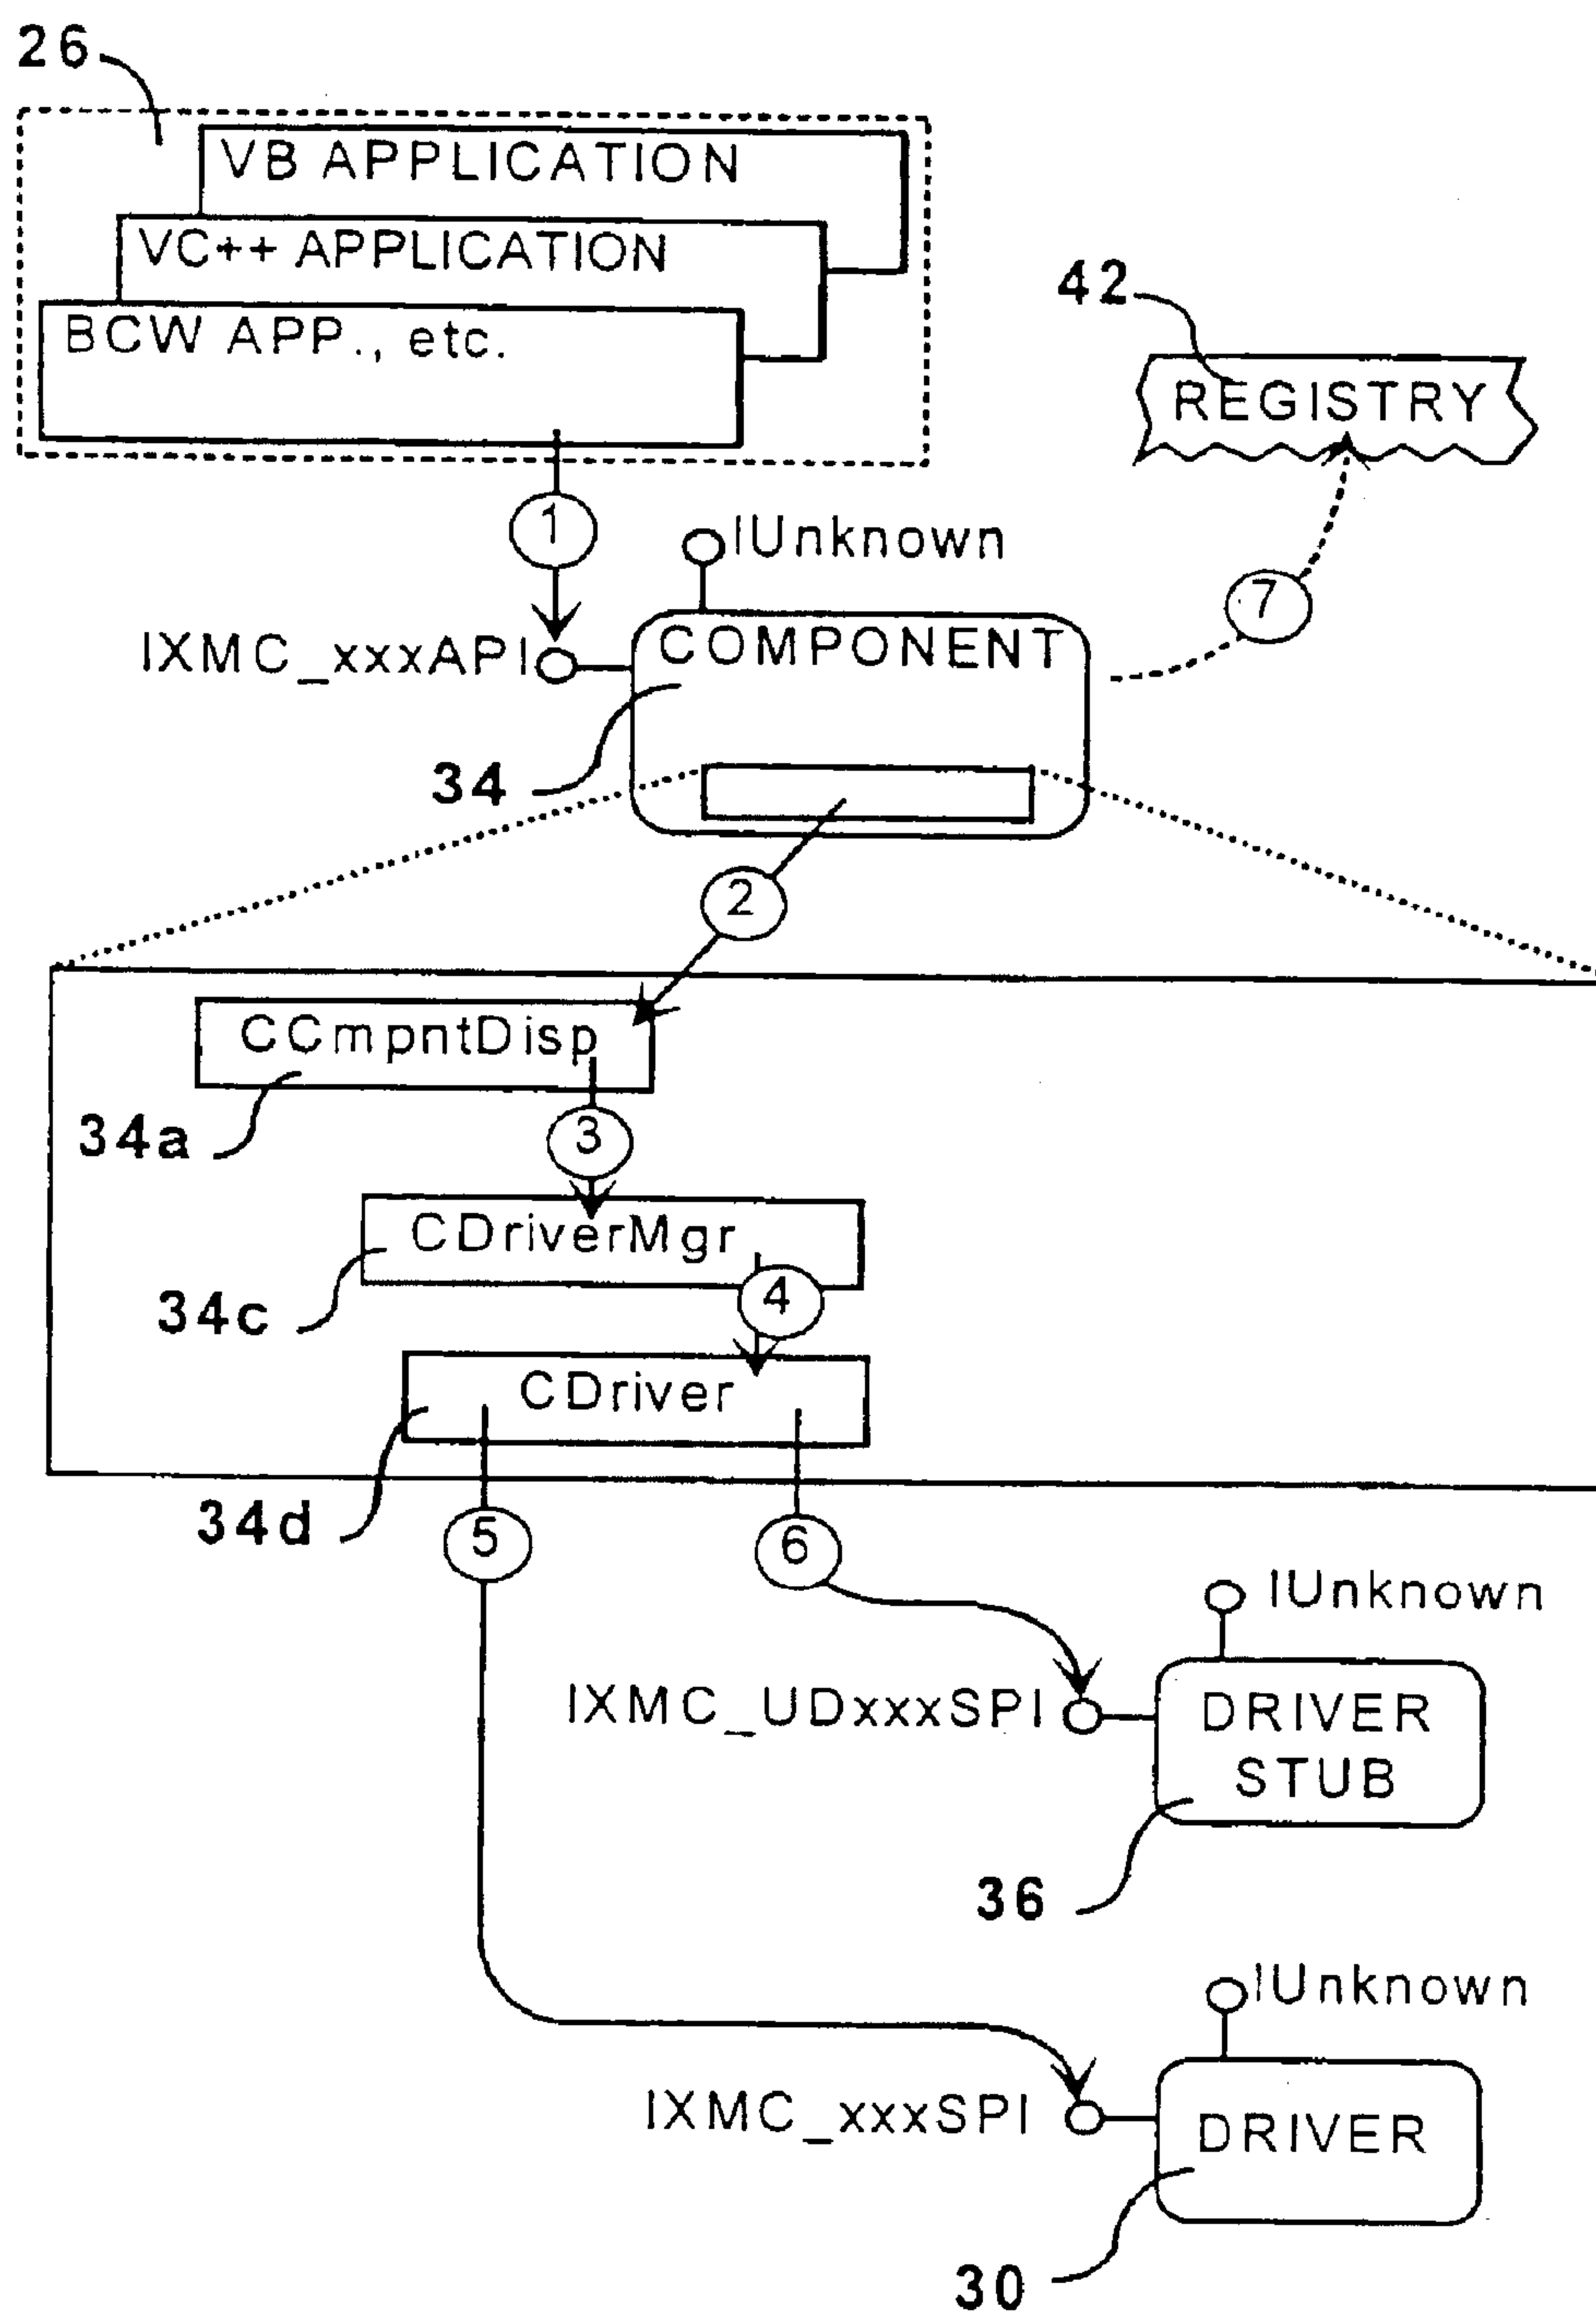 26
VB APPLICATION
VC++ APPLICATION
BCW APP., etc.
42
REGISTRY
1
IUnknown
7
IXMC_xxxAPI
COMPONENT
34
2
CCmpntDisp
34a
3
CDriverMgr
34c
4
CDriver
34d
5
6
IUnknown
IXMC_UDxxxSPI
DRIVER
STUB
36
IUnknown
IXMC_xxxSPI
DRIVER
30